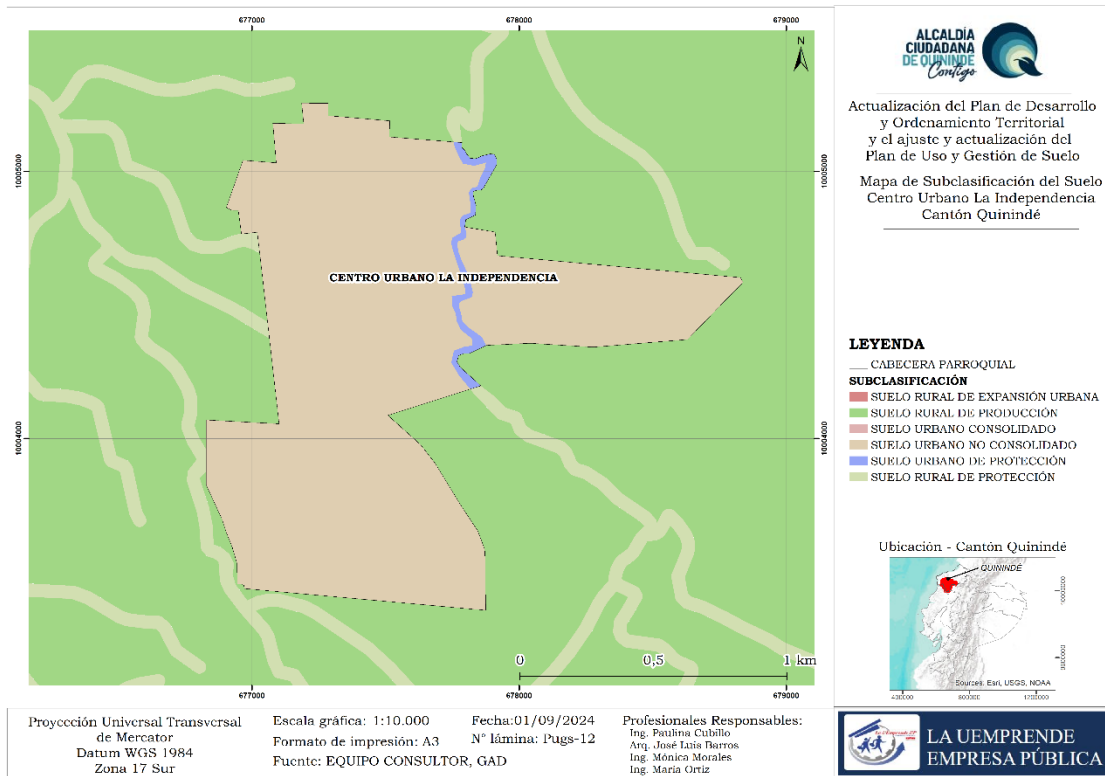 677000
678000
679000
N
10005000
10005000
CENTRO URBANO LA INDEPENDENCIA
10004000
10004000
0
0,5
1 km
677000
678000
679000
ALCALDÍA
CIUDADANA
DE QUININDÉ
Contigo
Actualización del Plan de Desarrollo
y Ordenamiento Territorial
y el ajuste y actualización del
Plan de Uso y Gestión de Suelo
Mapa de Subclasificación del Suelo
Centro Urbano La Independencia
Cantón Quinindé
LEYENDA
CABECERA PARROQUIAL
SUBCLASIFICACIÓN
SUELO RURAL DE EXPANSIÓN URBANA
SUELO RURAL DE PRODUCCIÓN
SUELO URBANO CONSOLIDADO
SUELO URBANO NO CONSOLIDADO
SUELO URBANO DE PROTECCIÓN
SUELO RURAL DE PROTECCIÓN
Ubicación - Cantón Quinindé
QUININDÉ
Sources: Esri, USGS, NOAA
430000
600000
1200000
Proyección Universal Transversal
de Mercator
Datum WGS 1984
Zona 17 Sur
Escala gráfica: 1:10.000
Formato de impresión: A3
Fuente: EQUIPO CONSULTOR, GAD
Fecha:01/09/2024
N° lámina: Pugs-12
Profesionales Responsables:
Ing. Paulina Cubillo
Arq. José Luis Barros
Ing. Mónica Morales
Ing. María Ortiz
LA UEMPRENDE
EMPRESA PÚBLICA